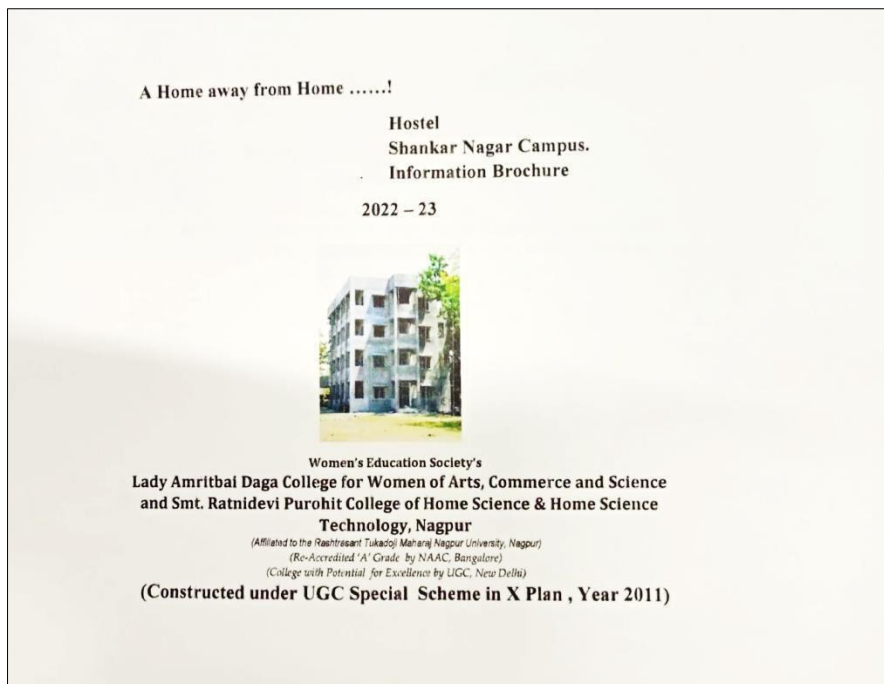 A Home away from Home ......!
Hostel
Shankar Nagar Campus.
Information Brochure
2022 – 23
Women's Education Society's
Lady Amritbai Daga College for Women of Arts, Commerce and Science
and Smt. Ratnidevi Purohit College of Home Science & Home Science
Technology, Nagpur
(Affiliated to the Rashtrasant Tukadoji Maharaj Nagpur University, Nagpur)
(Re-Accredited 'A' Grade by NAAC, Bangalore)
(College with Potential for Excellence by UGC, New Delhi)
(Constructed under UGC Special Scheme in X Plan , Year 2011)